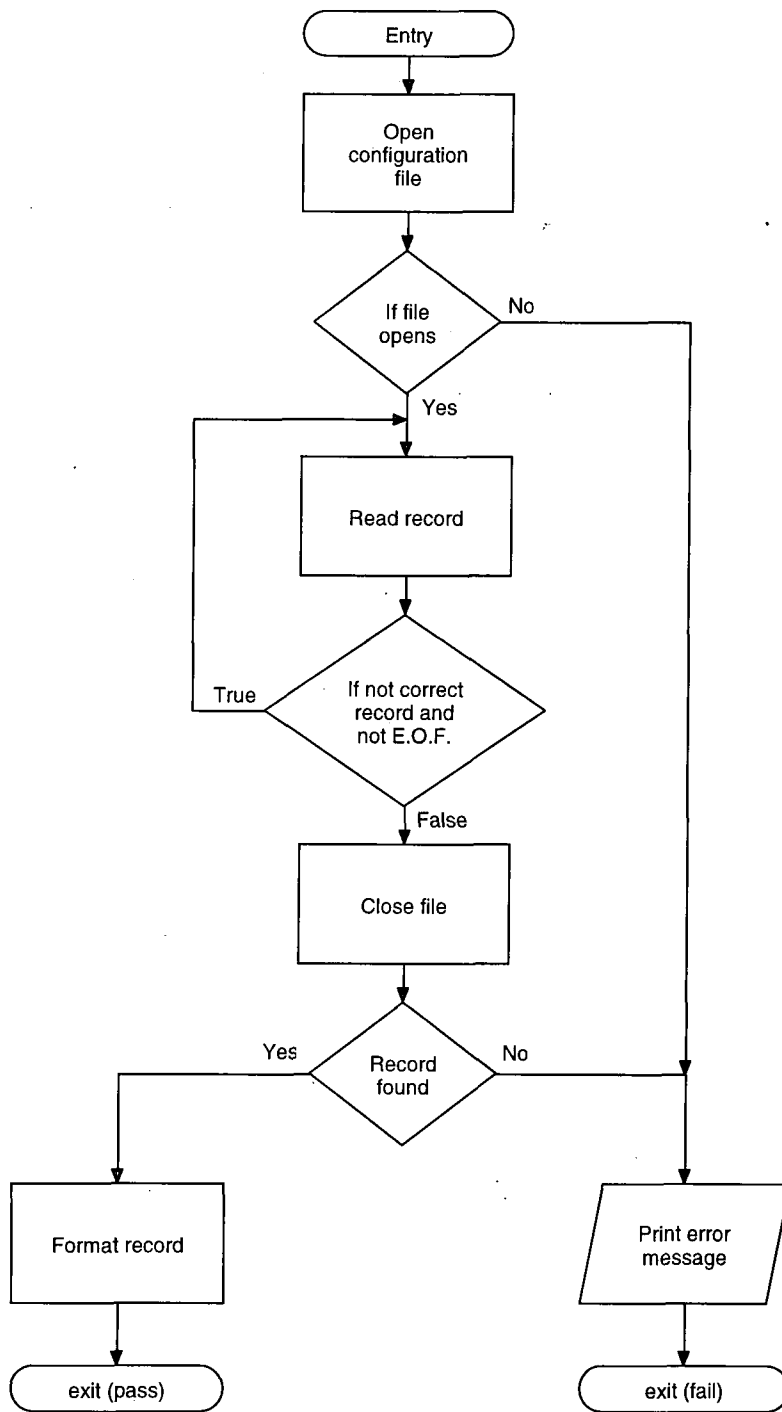 Entry
Open
configuration
file
If file
opens
No
Yes
Read record
True
If not correct
record and
not E.O.F.
False
Close file
Yes
Record
found
No
Format record
Print error
message
exit (pass)
exit (fail)